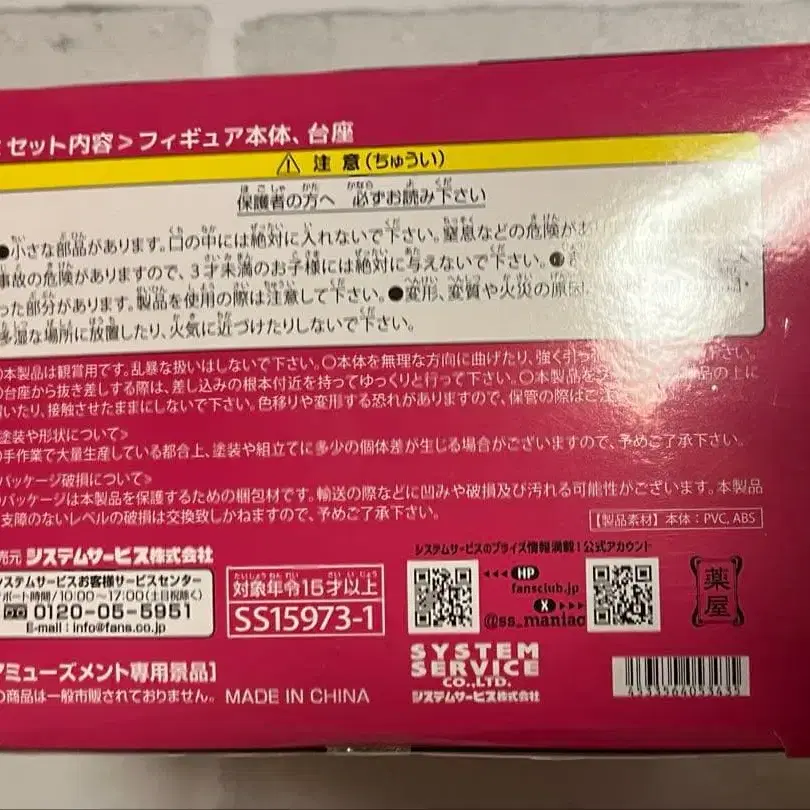 セット内容＞フィギュア本体、台座
⚠ 注 意(ちゅうい)
保護者の方へ 必ずお読み下さい
●小さな部品があります。口の中には絶対に入れないで下さい。窒息などの危険があり
事故の危険がありますので、3才未満のお子様には絶対に与えないで下さい。●
った部分があります。製品を使用の際は注意して下さい。●変形、変質や火災の原因
多湿な場所に放置したり、火気に近づけたりしないで下さい。
○本製品は観賞用です。乱暴な扱いはしないで下さい。○本体を無理な方向に曲げたり、強く引っ
○台座から抜き差しする際は、差し込みの根本付近を持ってゆっくりと行って下さい。○本製品を 製品の上に
いたり、接触させたままにしないで下さい。色移りや変形する恐れがありますので、保管の際はご注
塗装や形状について＞
○手作業で大量生産している都合上、塗装や組立てに多少の個体差が生じる場合がございますので、予めご了承下さい。
パッケージ破損について＞
○パッケージは本製品を保護するための梱包材です。輸送の際などに凹みや破損及び汚れる可能性がございます。本製品
支障のないレベルの破損は交換致しかねますので、予めご了承下さい。
【製品素材】本体：PVC, ABS
売元 システムサービス株式会社
システムサービスお客様サービスセンター
ポート時間／10:00～17:00(土日祝除く)
0120-05-5951
E-mail：info@fans.co.jp
対象年令15才以上
SS15973-1
システムサービスのプライズ情報満載！公式アカウント
◀◀◀ HP
fansclub.jp
X ▶▶▶
@ss_maniac
薬屋
SYSTEM
SERVICE
CO.,LTD.
システムサービス株式会社
アミューズメント専用景品】
の商品は一般市販されておりません。 MADE IN CHINA